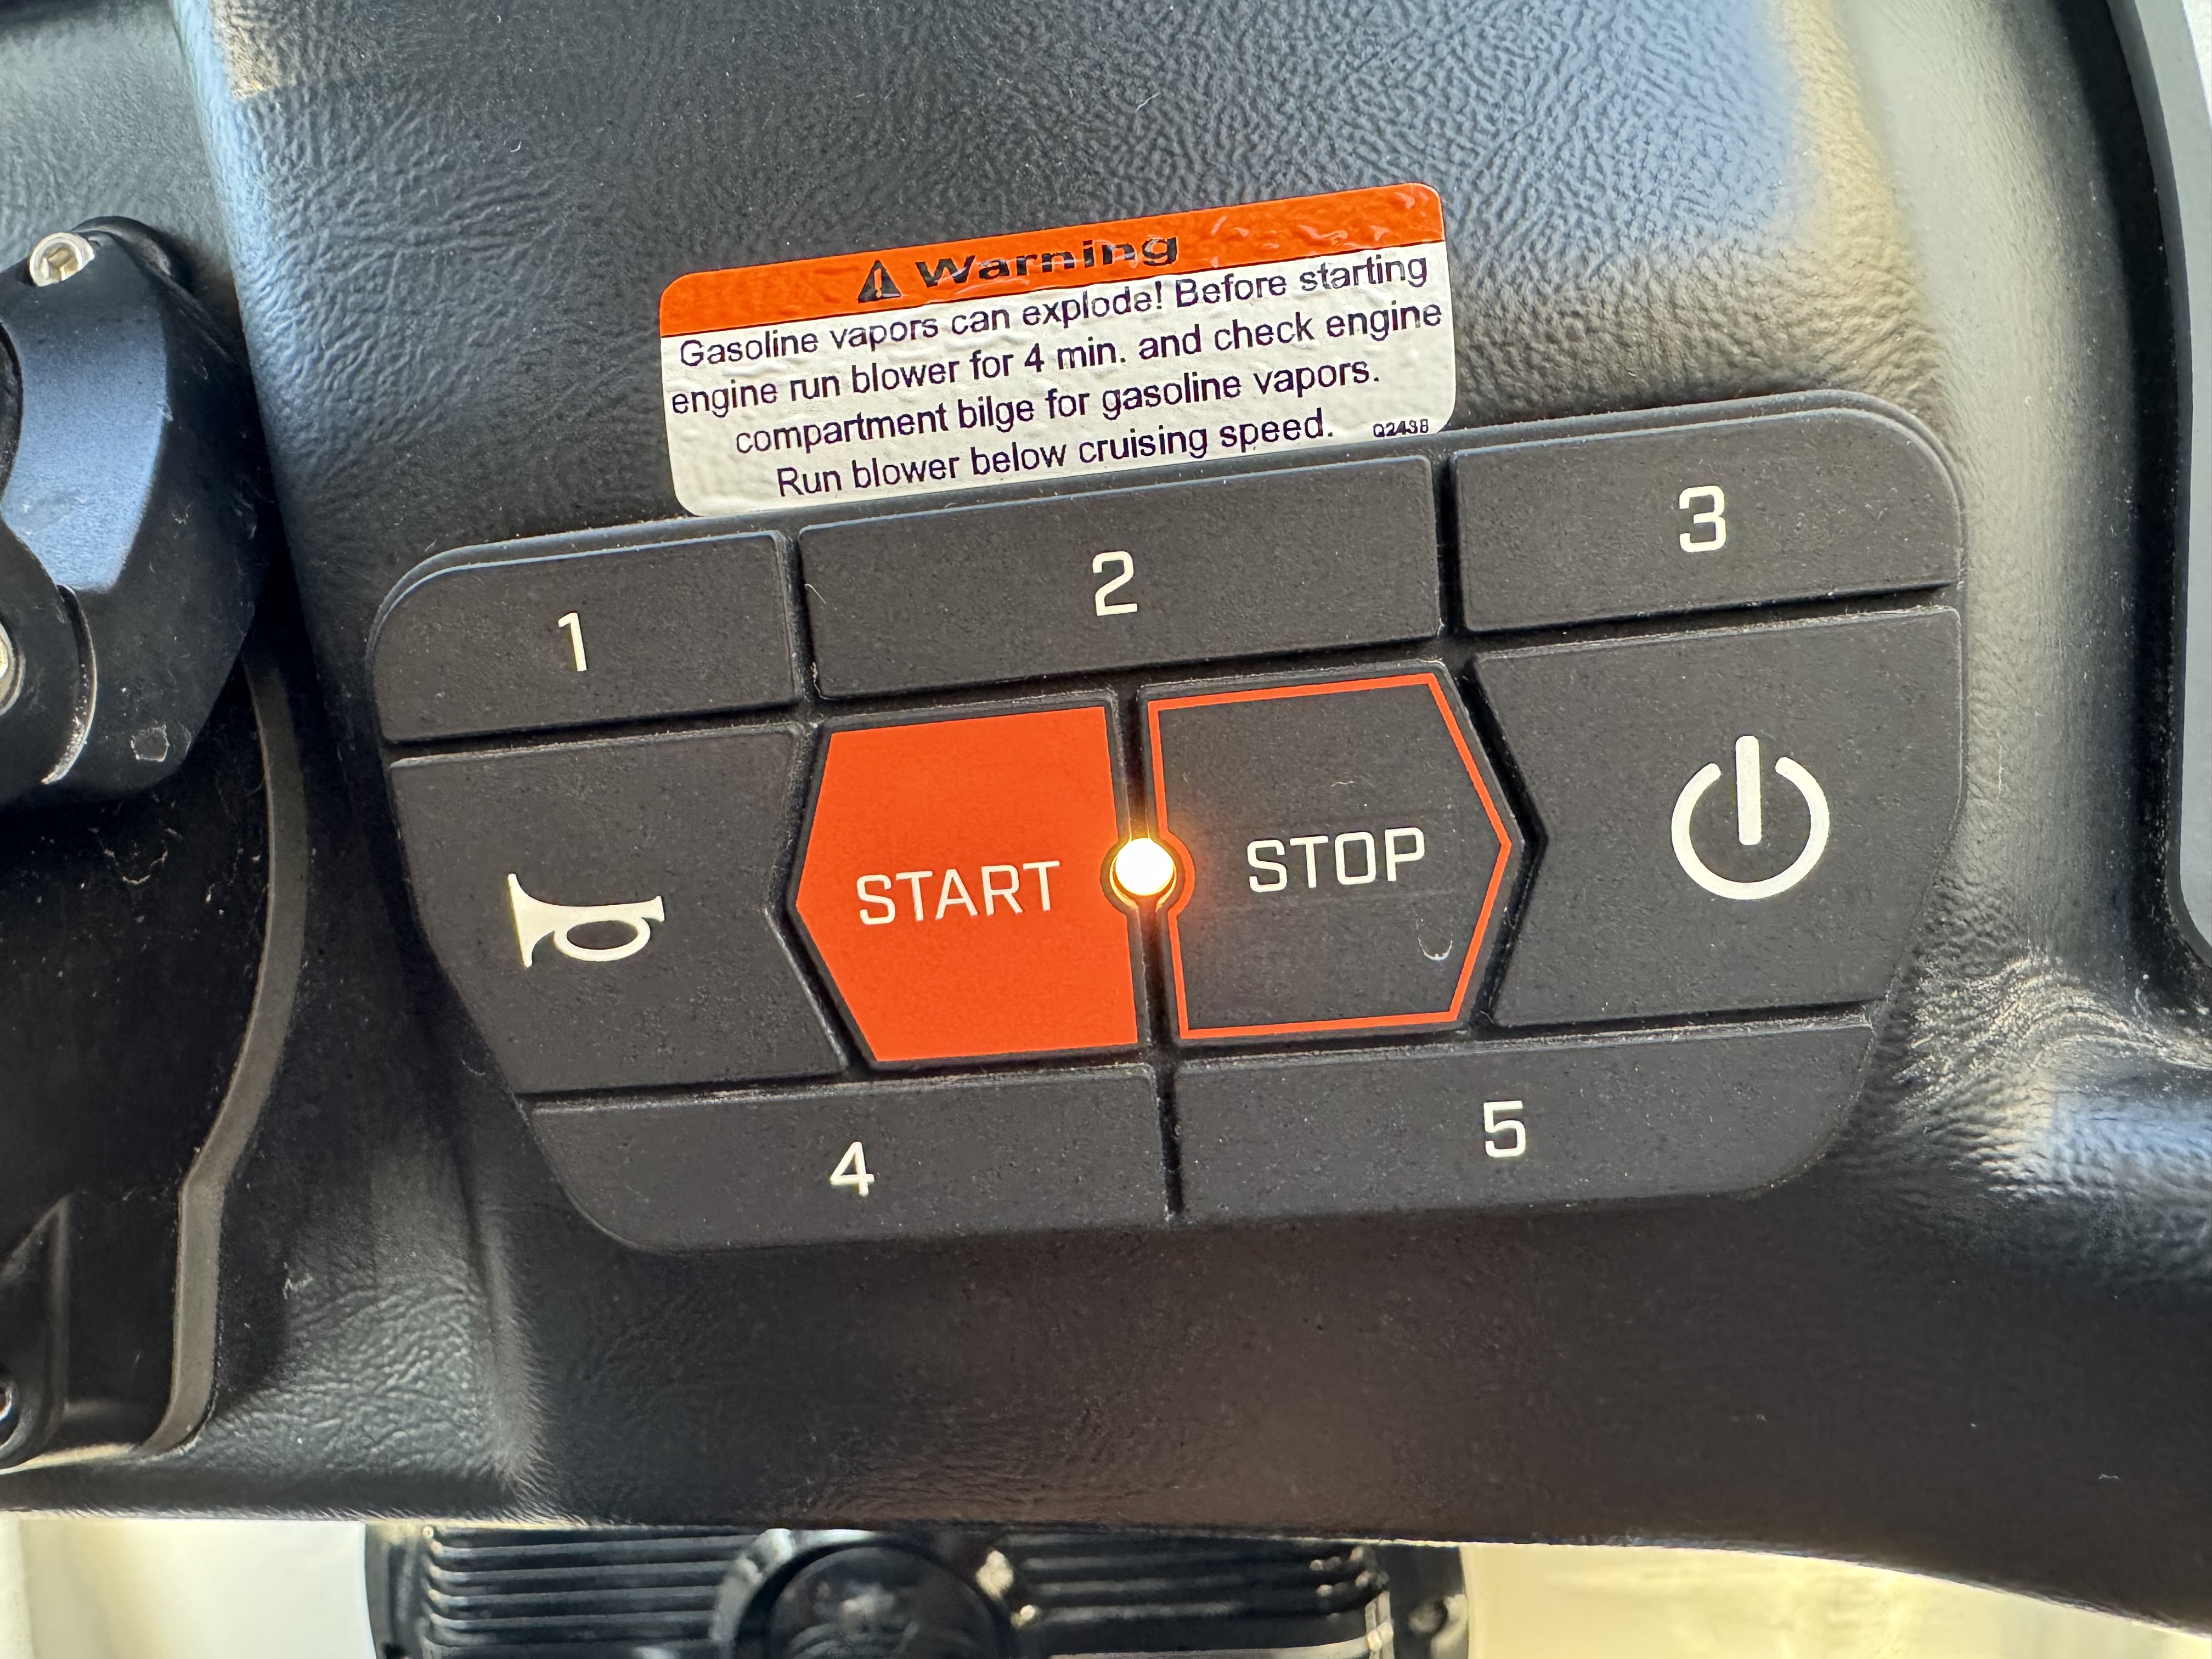 Warning
Gasoline vapors can explode! Before starting
engine run blower for 4 min. and check engine
compartment bilge for gasoline vapors.
Run blower below cruising speed. Q2438
1 2 3
START STOP
4 5